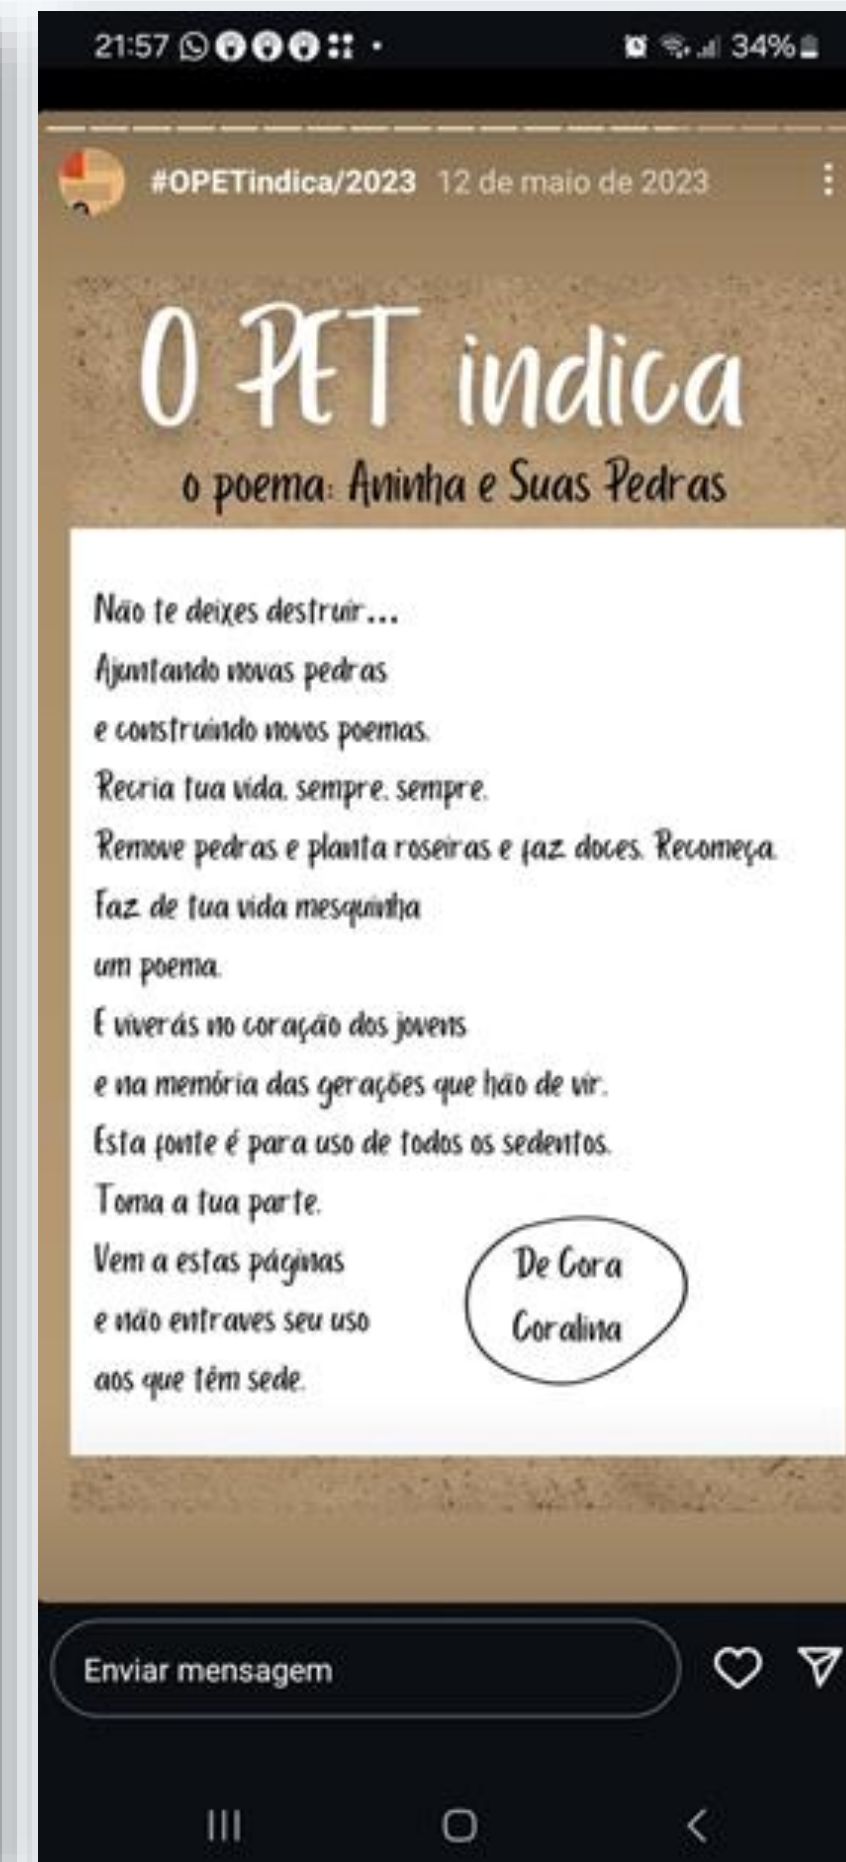 21:57
34%
#OPETindica/2023 12 de maio de 2023
O PET indica
o poema: Aninha e Suas Pedras
Não te deixes destruir...
Ajuntando novas pedras
e construindo novos poemas.
Recria tua vida, sempre, sempre.
Remove pedras e planta roseiras e faz doces. Recomeça.
Faz de tua vida mesquinha
um poema.
E viverás no coração dos jovens
e na memória das gerações que hão de vir.
Esta fonte é para uso de todos os sedentos.
Toma a tua parte.
Vem a estas páginas
e não entraves seu uso
aos que têm sede.
De Cora
Coralina
Enviar mensagem